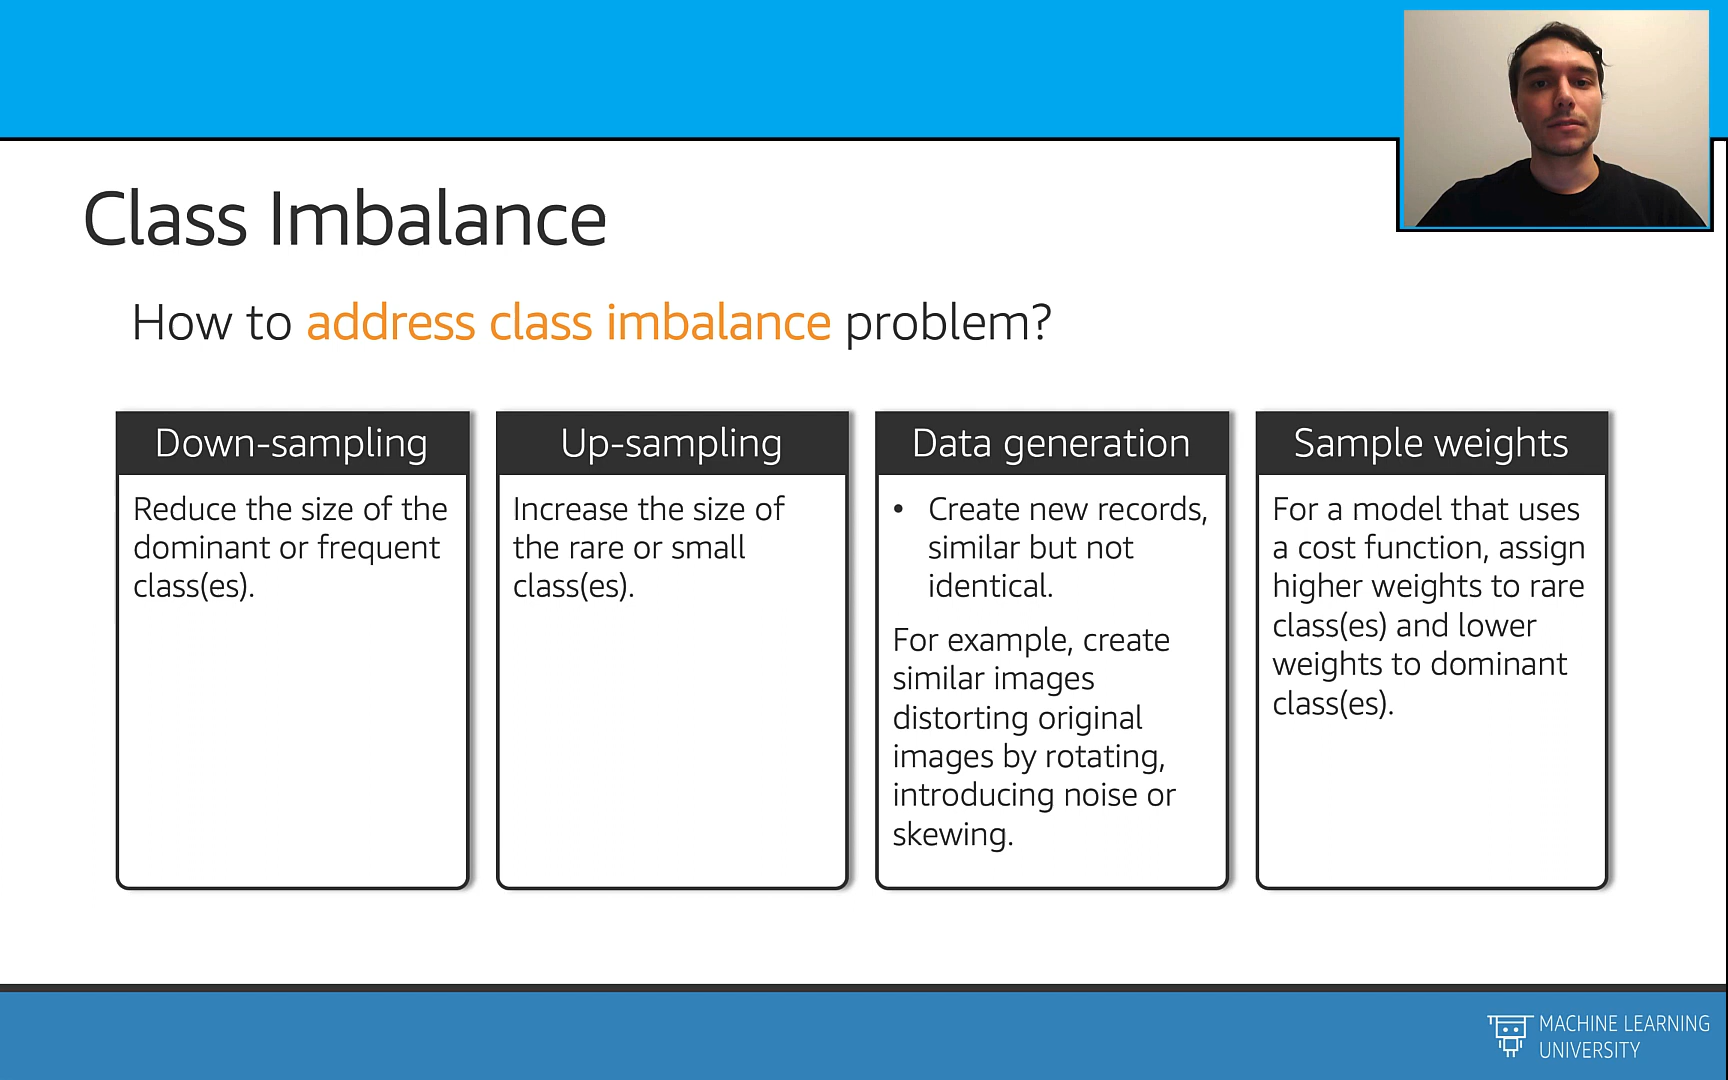 Class Imbalance
How to address class imbalance problem?
Down-sampling
Reduce the size of the
dominant or frequent
class(es).
Up-sampling
Increase the size of
the rare or small
class(es).
Data generation
• Create new records,
similar but not
identical.
For example, create
similar images
distorting original
images by rotating,
introducing noise or
skewing.
Sample weights
For a model that uses
a cost function, assign
higher weights to rare
class(es) and lower
weights to dominant
class(es).
MACHINE LEARNING
UNIVERSITY